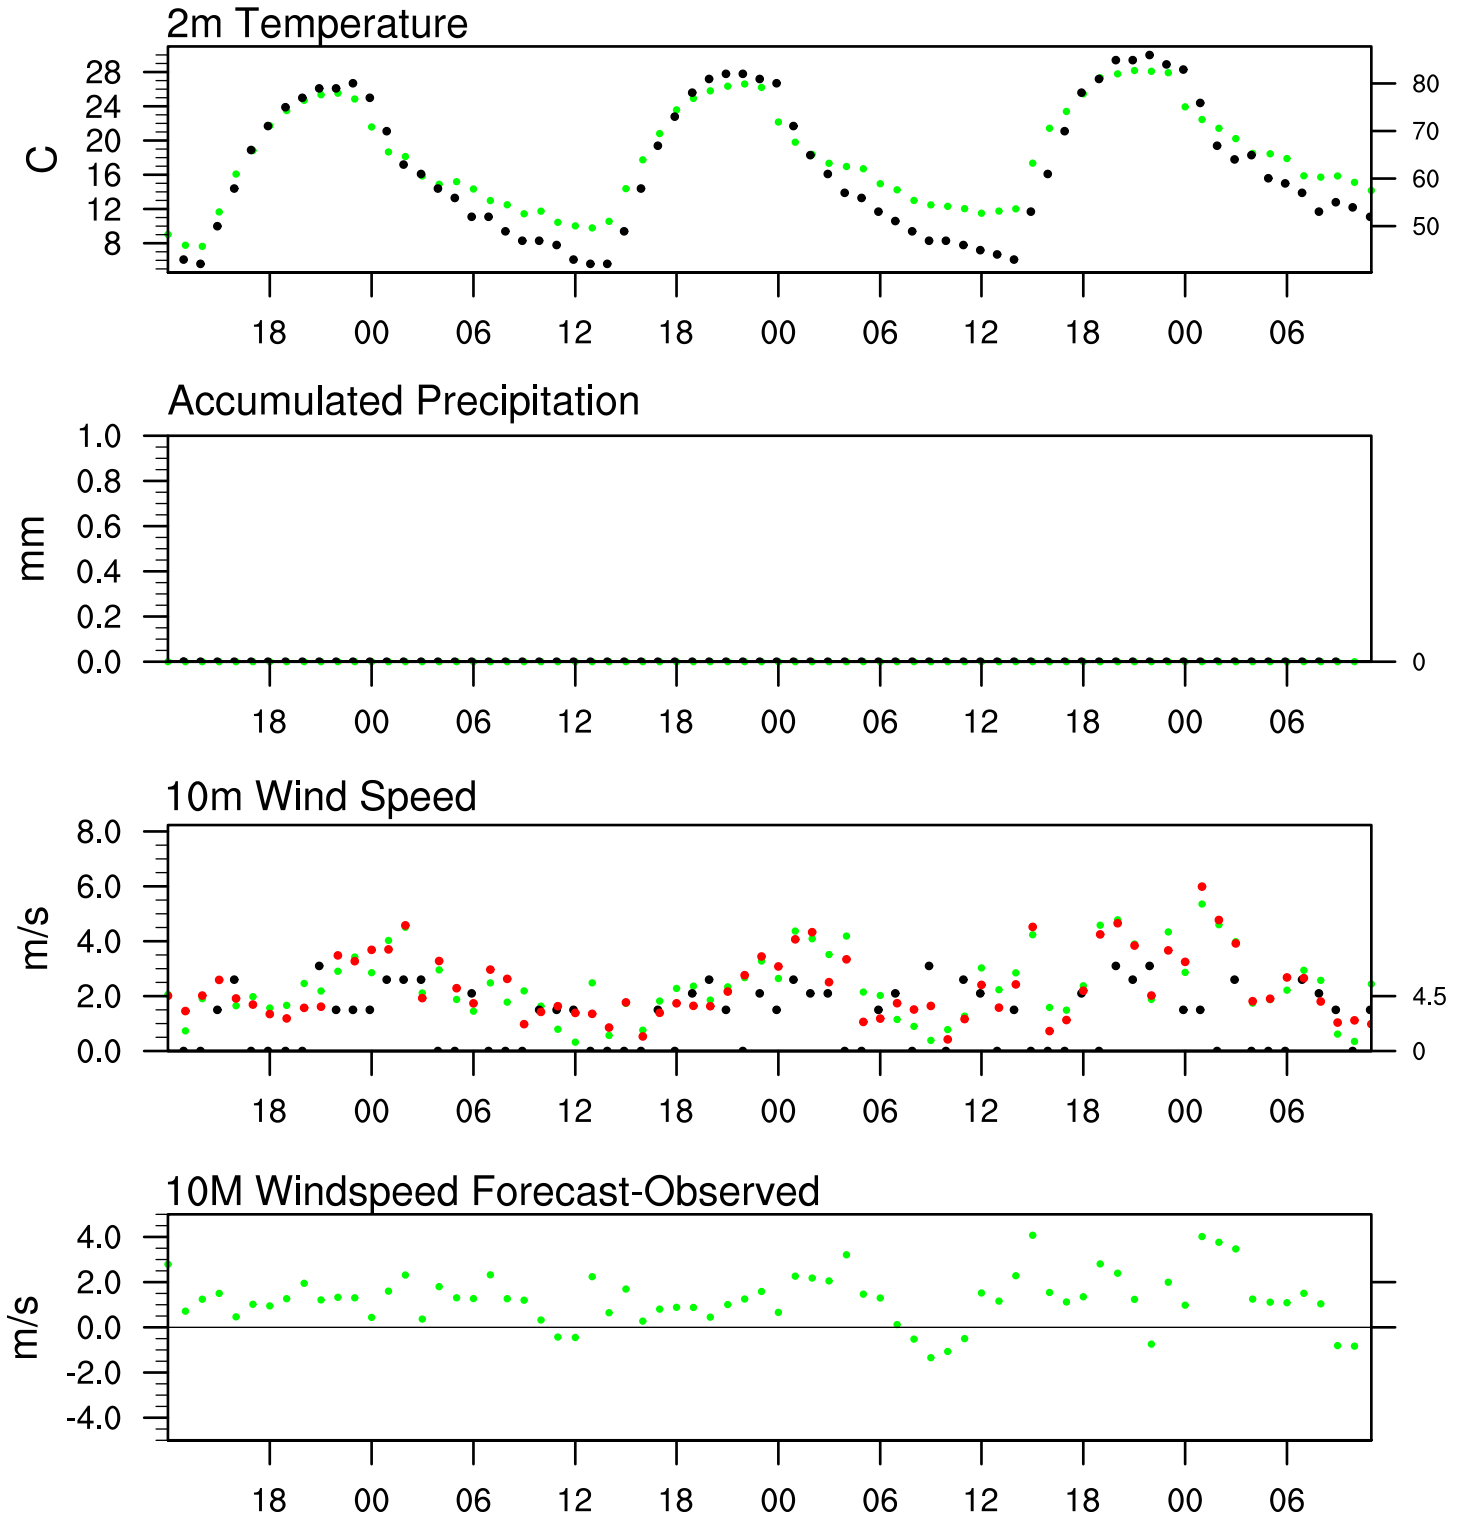 2m Temperature
28
24
20
16
12
8
C
80
70
60
50
18 00 06 12 18 00 06 12 18 00 06
Accumulated Precipitation
1.0
0.8
0.6
0.4
0.2
0.0
mm
0
18 00 06 12 18 00 06 12 18 00 06
10m Wind Speed
8.0
6.0
4.0
2.0
0.0
m/s
4.5
0
18 00 06 12 18 00 06 12 18 00 06
10M Windspeed Forecast-Observed
4.0
2.0
0.0
-2.0
-4.0
m/s
18 00 06 12 18 00 06 12 18 00 06